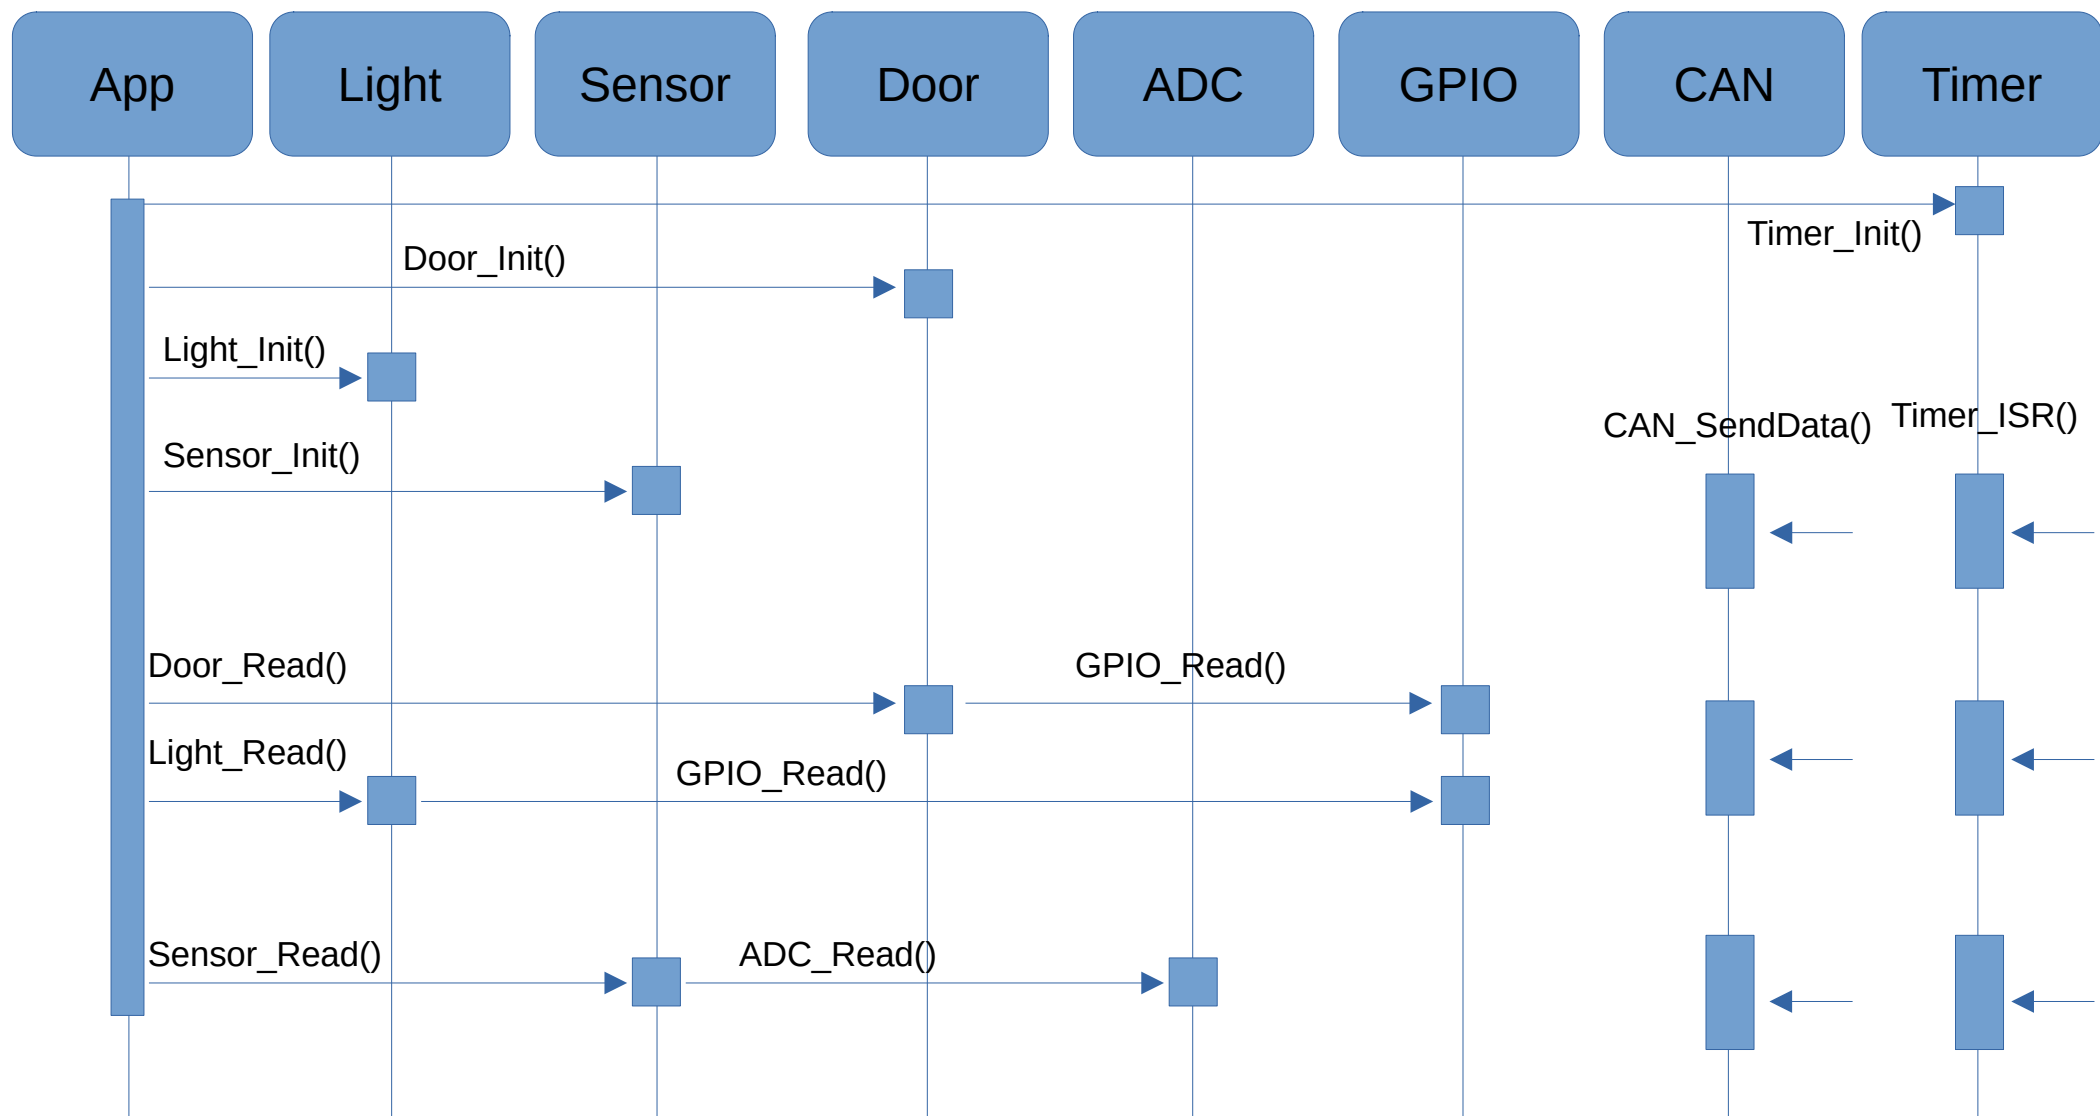 App
Light
Sensor
Door
ADC
GPIO
CAN
Timer
Timer_Init()
Door_Init()
Light_Init()
CAN_SendData()
Timer_ISR()
Sensor_Init()
Door_Read()
GPIO_Read()
Light_Read()
GPIO_Read()
Sensor_Read()
ADC_Read()